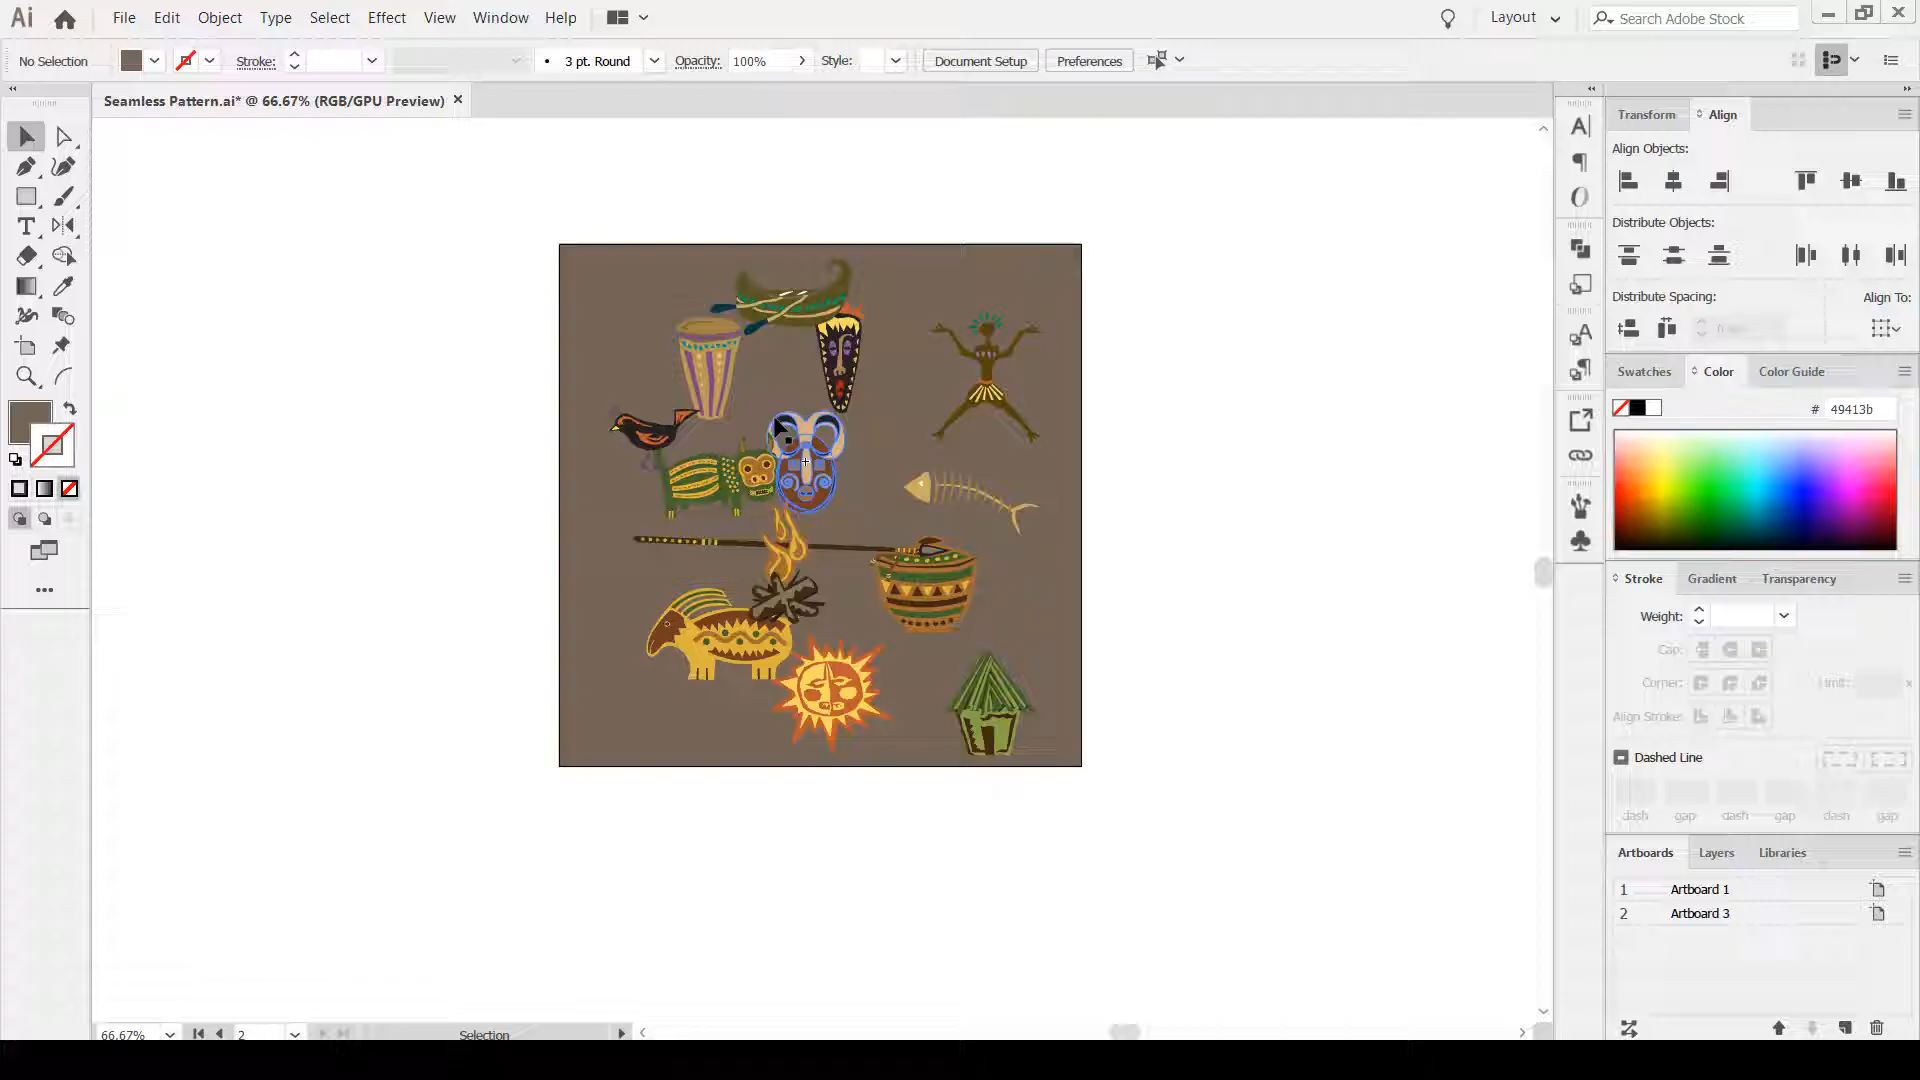 Ai File Edit Object Type Select Effect View Window Help Layout Search Adobe Stock
No Selection Stroke: 3 pt. Round Opacity: 100% Style: Document Setup Preferences
Seamless Pattern.ai* @ 66.67% (RGB/GPU Preview)
Transform Align
Align Objects:
Distribute Objects:
Distribute Spacing: Align To:
Swatches Color Color Guide
# 49413b
Stroke Gradient Transparency
Weight:
Cap:
Corner: Limit:
Align Stroke:
Dashed Line
dash gap dash gap dash gap
Artboards Layers Libraries
1 Artboard 1
2 Artboard 3
66.67% 2 Selection